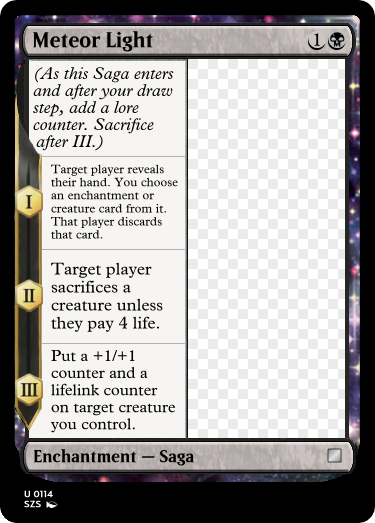 Meteor Light 1
(As this Saga enters
and after your draw
step, add a lore
counter. Sacrifice
after III.)
I
Target player reveals
their hand. You choose
an enchantment or
creature card from it.
That player discards
that card.
II
Target player
sacrifices a
creature unless
they pay 4 life.
III
Put a +1/+1
counter and a
lifelink counter
on target creature
you control.
Enchantment — Saga
U 0114
SZS